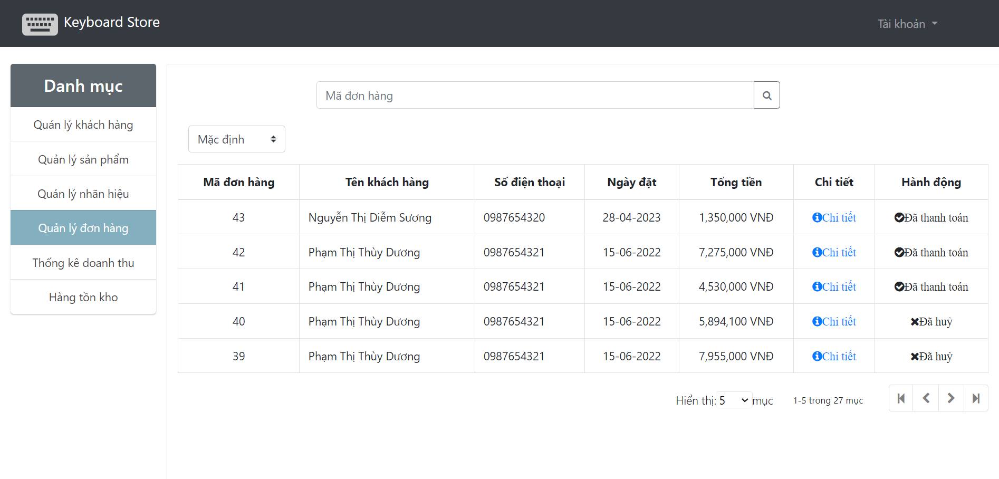 Keyboard Store
Tài khoản
Danh mục
Quản lý khách hàng
Quản lý sản phẩm
Quản lý nhãn hiệu
Quản lý đơn hàng
Thống kê doanh thu
Hàng tồn kho
Mã đơn hàng
Mặc định
Mã đơn hàng Tên khách hàng Số điện thoại Ngày đặt Tổng tiền Chi tiết Hành động
43 Nguyễn Thị Diễm Sương 0987654320 28-04-2023 1,350,000 VNĐ Chi tiết Đã thanh toán
42 Phạm Thị Thùy Dương 0987654321 15-06-2022 7,275,000 VNĐ Chi tiết Đã thanh toán
41 Phạm Thị Thùy Dương 0987654321 15-06-2022 4,530,000 VNĐ Chi tiết Đã thanh toán
40 Phạm Thị Thùy Dương 0987654321 15-06-2022 5,894,100 VNĐ Chi tiết Đã huỷ
39 Phạm Thị Thùy Dương 0987654321 15-06-2022 7,955,000 VNĐ Chi tiết Đã huỷ
Hiển thị: 5 mục 1-5 trong 27 mục